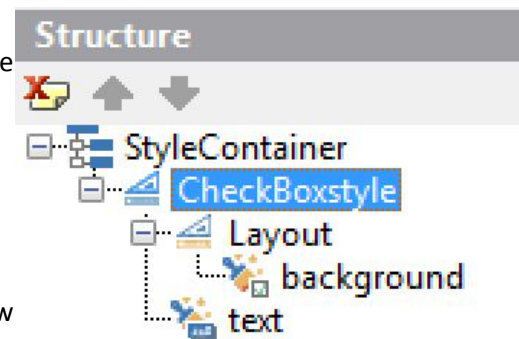 Structure
e
StyleContainer
CheckBoxstyle
Layout
background
w
text